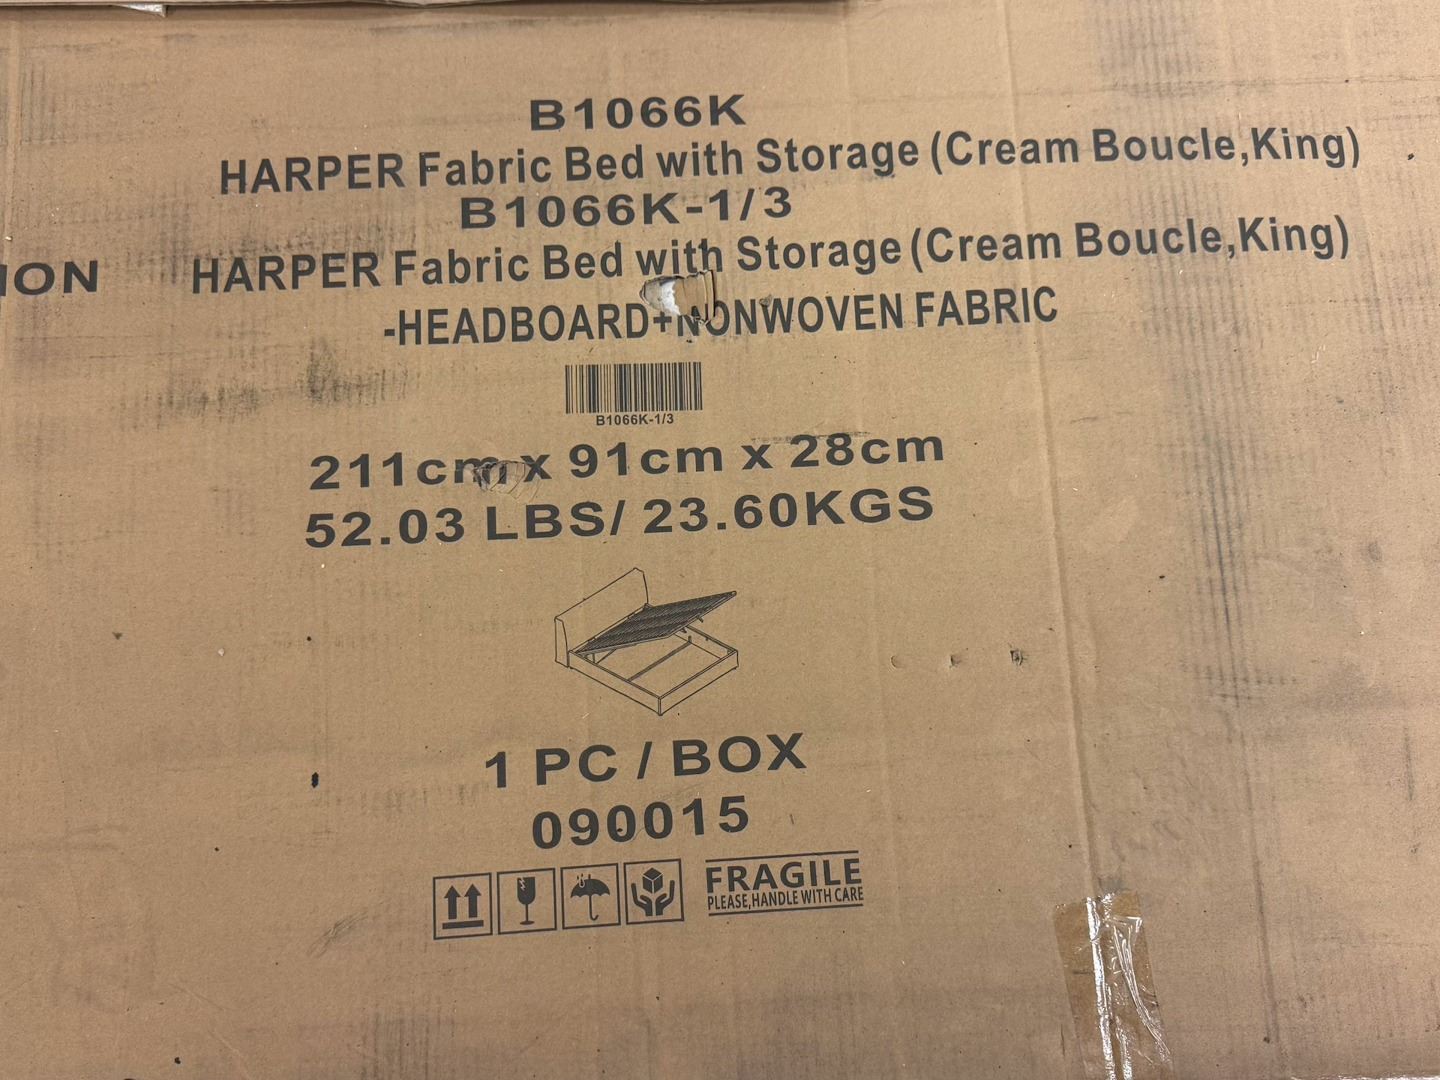 B1066K
HARPER Fabric Bed with Storage (Cream Boucle,King)
B1066K-1/3
ION HARPER Fabric Bed with Storage (Cream Boucle,King)
-HEADBOARD+NONWOVEN FABRIC
B1066K-1/3
211cm x 91cm x 28cm
52.03 LBS/ 23.60KGS
1 PC / BOX
090015
FRAGILE
PLEASE,HANDLE WITH CARE